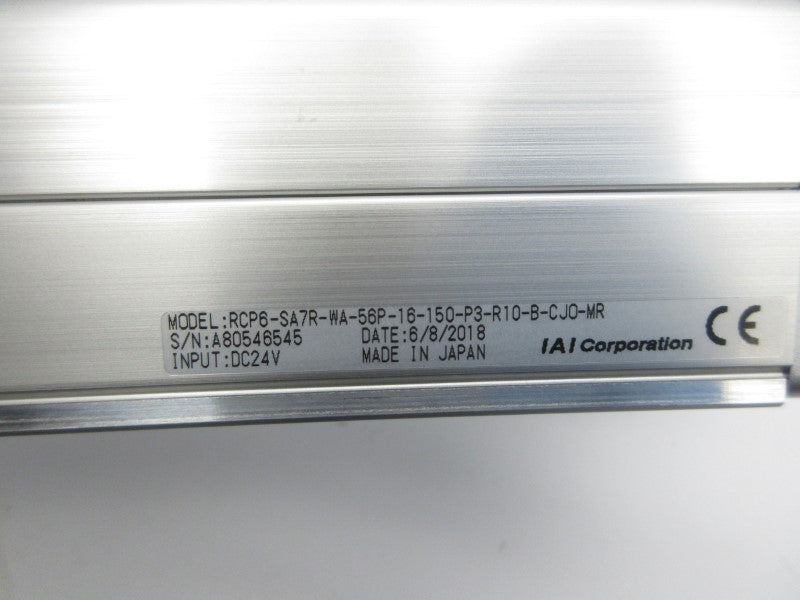 MODEL:RCP6-SA7R-WA-56P-16-150-P3-R10-B-CJO-MR
S/N:A80546545 DATE:6/8/2018
INPUT:DC24V MADE IN JAPAN
IAI Corporation
CE